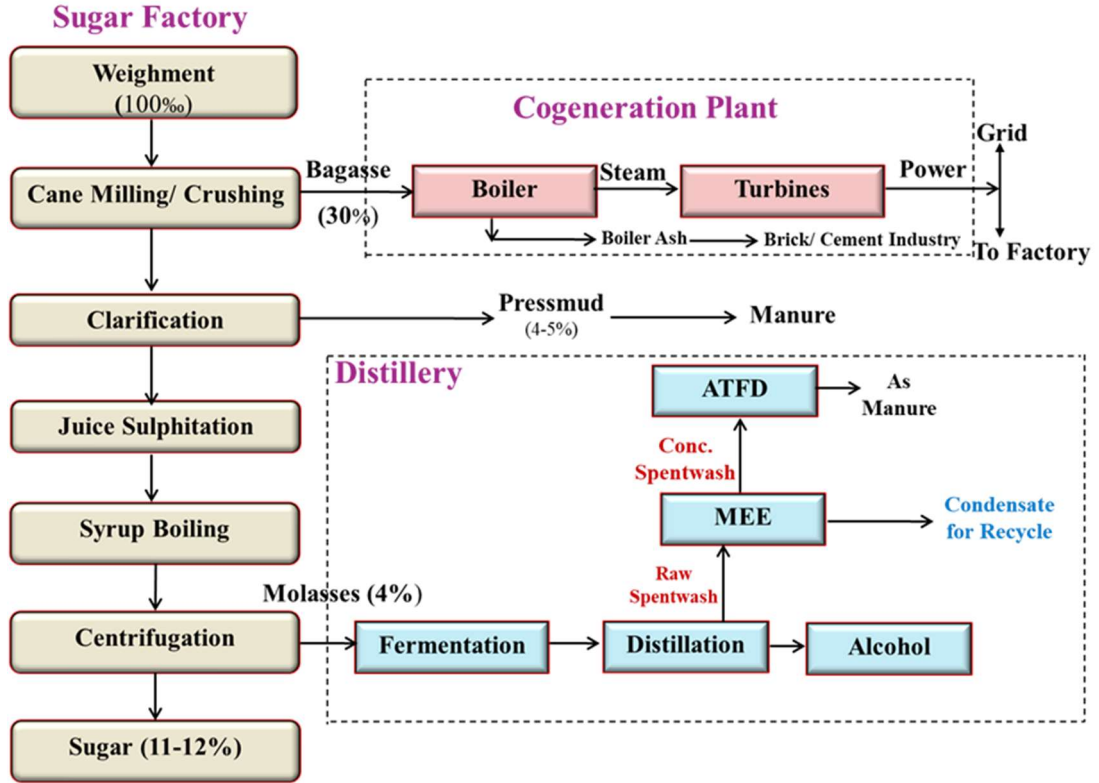 Sugar Factory
Weighment
(100‰)
Cogeneration Plant
Grid
Cane Milling/ Crushing
Bagasse
(30%)
Boiler
Steam
Turbines
Power
Boiler Ash
Brick/ Cement Industry
To Factory
Clarification
Pressmud
(4-5%)
Manure
Distillery
ATFD
As
Manure
Juice Sulphitation
Conc.
Spentwash
Syrup Boiling
MEE
Condensate
for Recycle
Raw
Spentwash
Molasses (4%)
Centrifugation
Fermentation
Distillation
Alcohol
Sugar (11-12%)